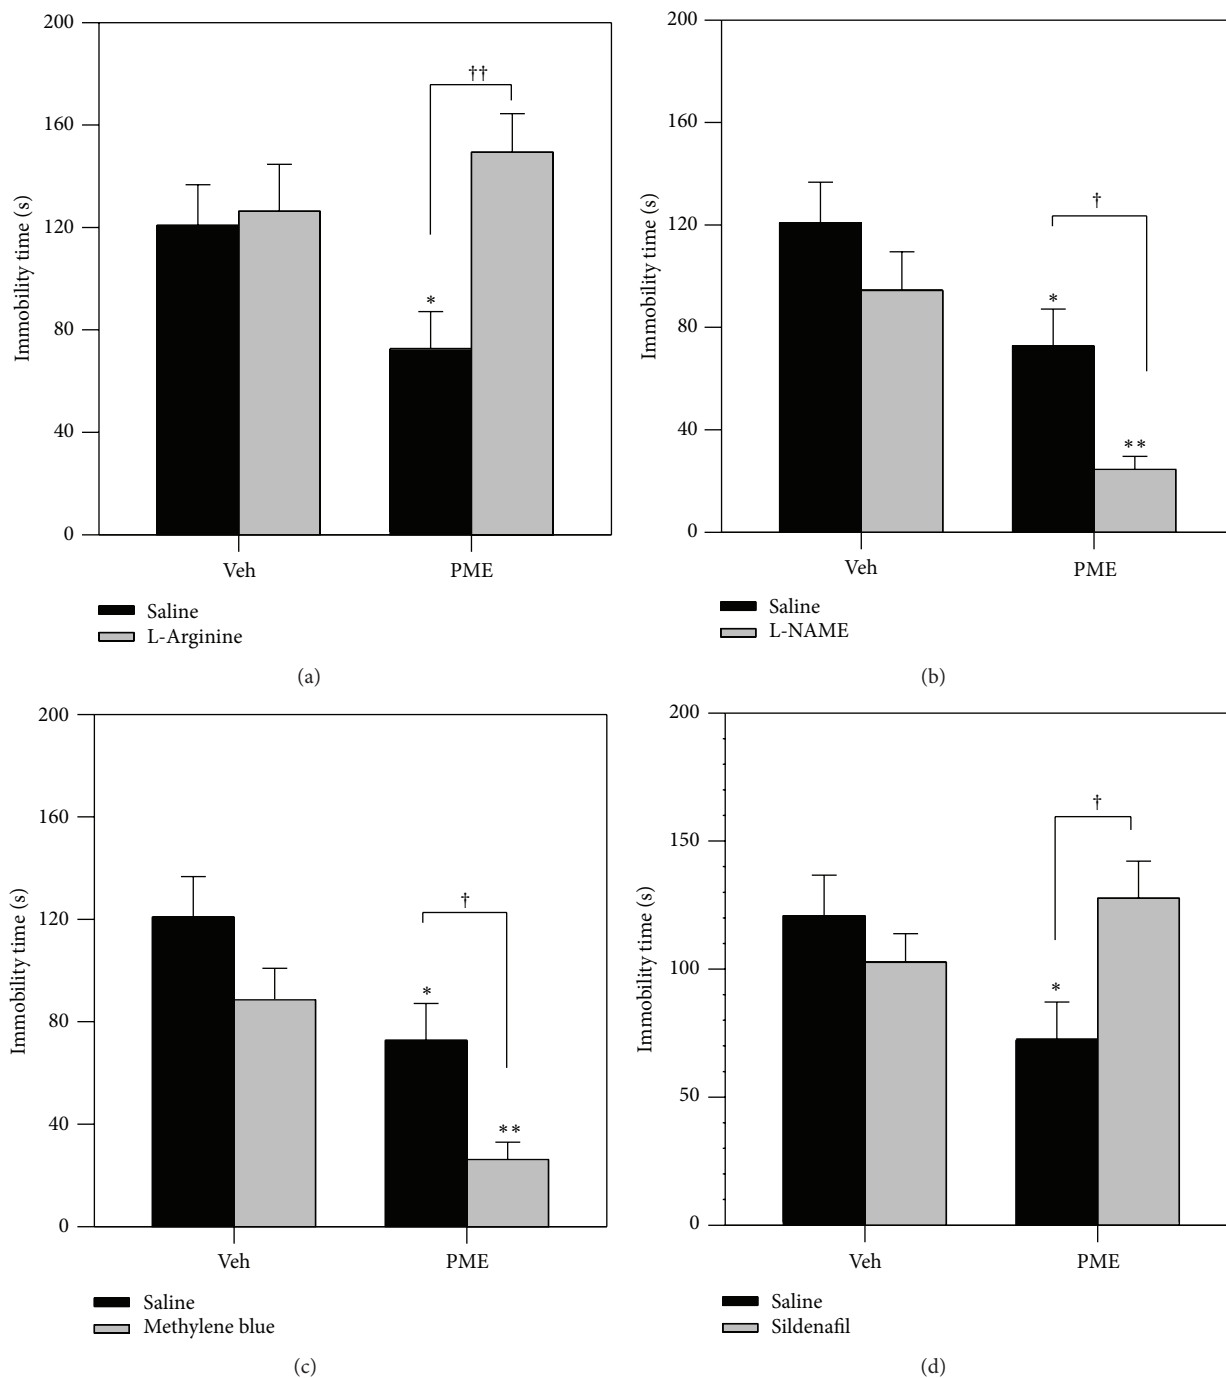 200
160
120
80
40
0
Immobility time (s)
††
*
Veh
PME
Saline
L-Arginine
(a)
200
160
120
80
40
0
Immobility time (s)
†
*
**
Veh
PME
Saline
L-NAME
(b)
200
160
120
80
40
0
Immobility time (s)
†
*
**
Veh
PME
Saline
Methylene blue
(c)
200
150
100
50
0
Immobility time (s)
†
*
Veh
PME
Saline
Sildenafil
(d)